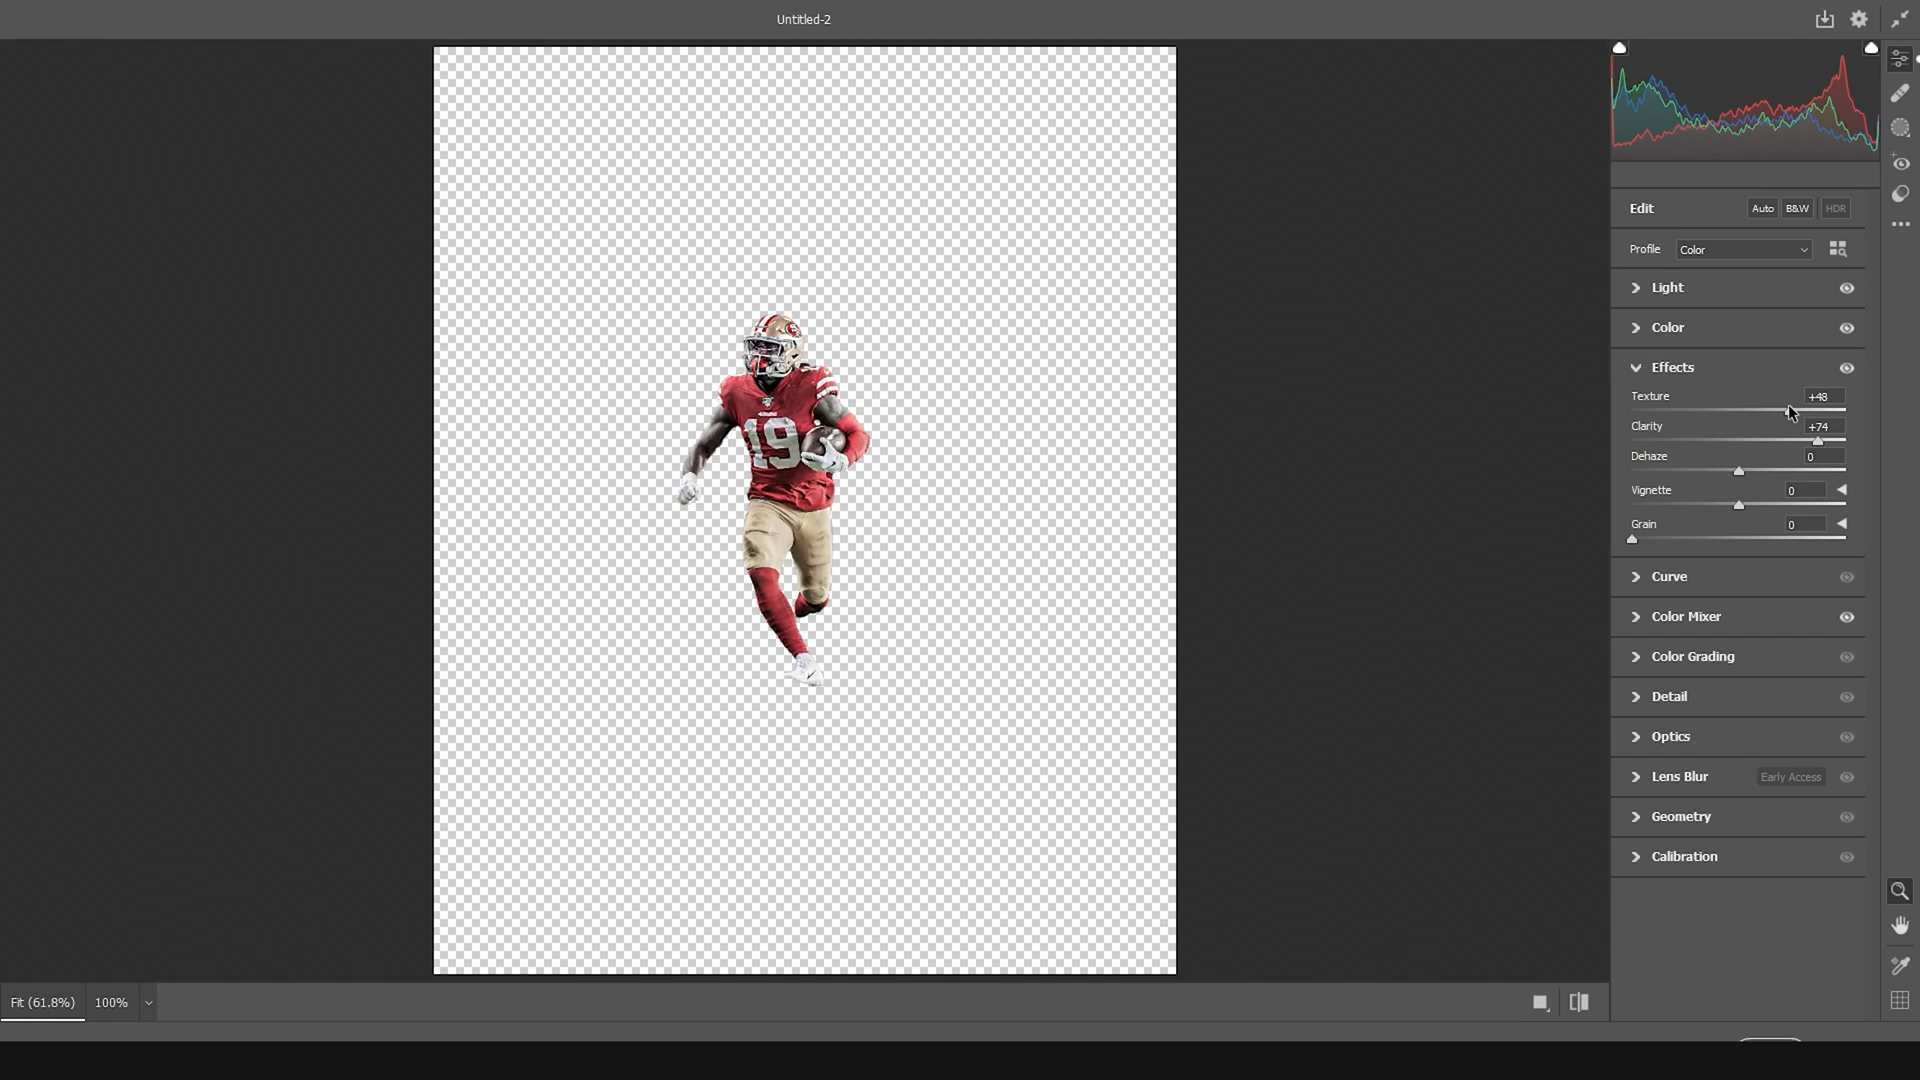 Untitled-2
Edit
Auto
B&W
HDR
Profile
Color
Light
Color
Effects
Texture
+48
Clarity
+74
Dehaze
0
Vignette
0
Grain
0
Curve
Color Mixer
Color Grading
Detail
Optics
Lens Blur
Early Access
Geometry
Calibration
19
Fit (61.8%)
100%